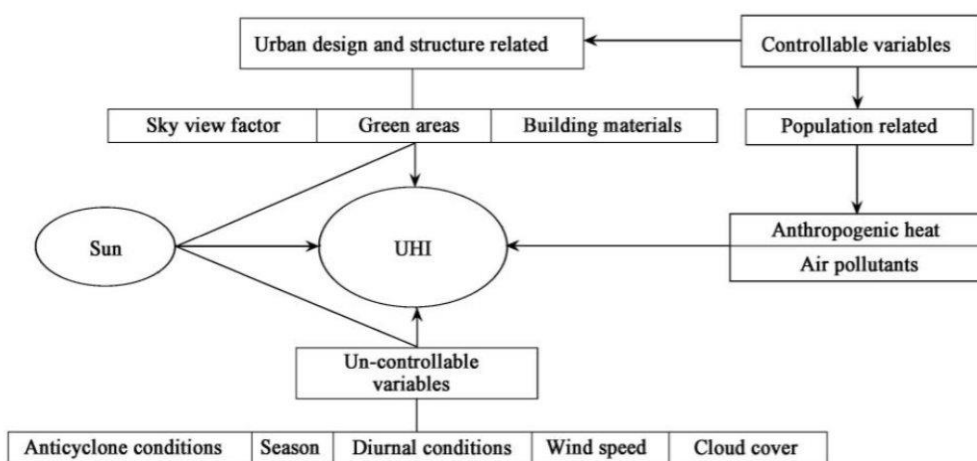 Urban design and structure related
Controllable variables
Sky view factor
Green areas
Building materials
Population related
Sun
UHI
Anthropogenic heat
Air pollutants
Un-controllable
variables
Anticyclone conditions
Season
Diurnal conditions
Wind speed
Cloud cover